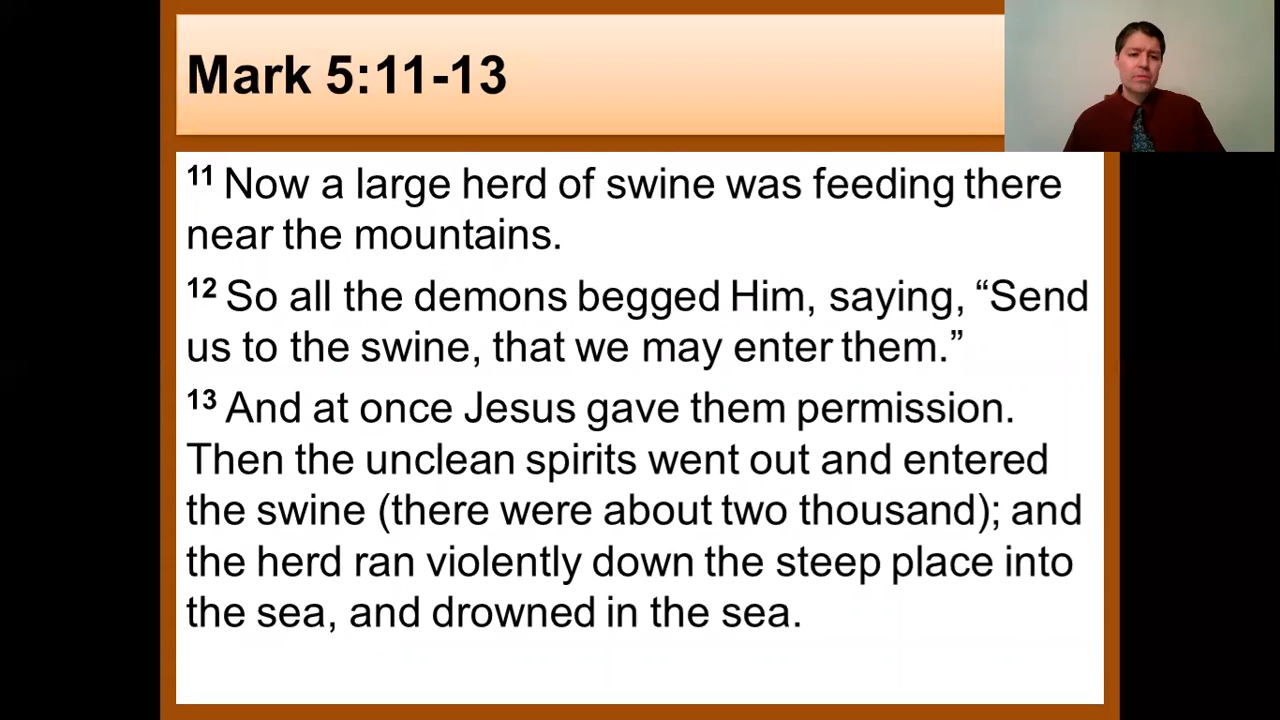 Mark 5:11-13
11 Now a large herd of swine was feeding there
near the mountains.
12 So all the demons begged Him, saying, “Send
us to the swine, that we may enter them.”
13 And at once Jesus gave them permission.
Then the unclean spirits went out and entered
the swine (there were about two thousand); and
the herd ran violently down the steep place into
the sea, and drowned in the sea.